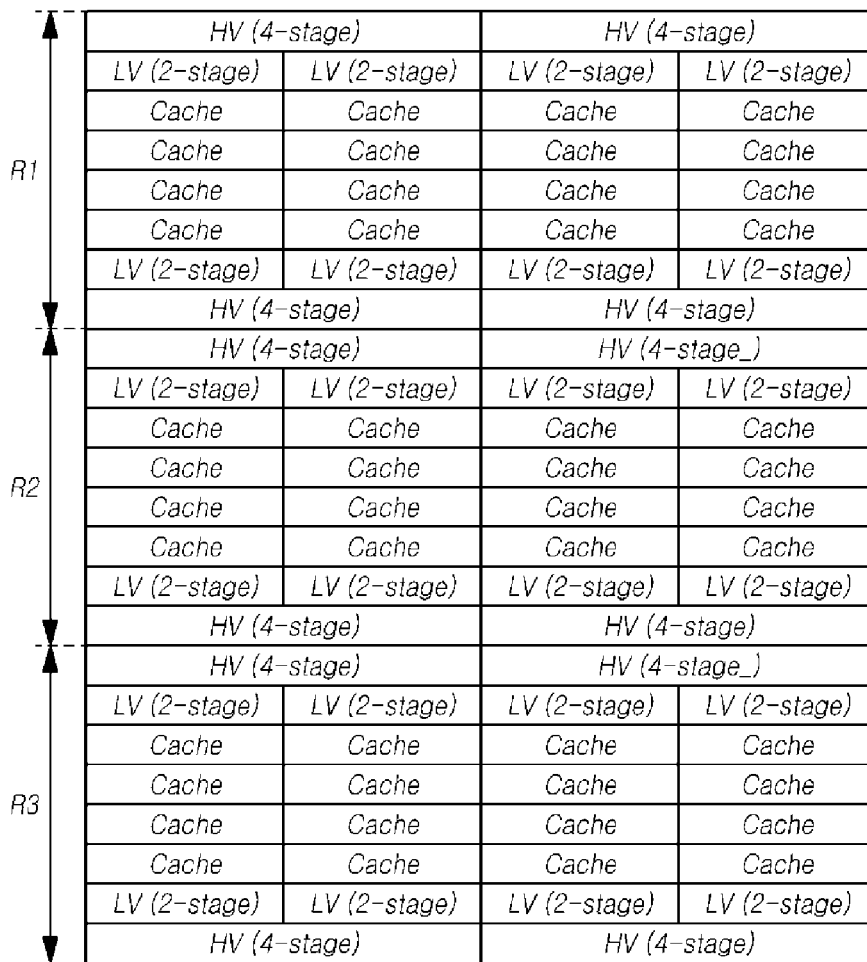 HV (4-stage) HV (4-stage)
LV (2-stage) LV (2-stage) LV (2-stage) LV (2-stage)
Cache Cache Cache Cache
Cache Cache Cache Cache
R1
Cache Cache Cache Cache
Cache Cache Cache Cache
LV (2-stage) LV (2-stage) LV (2-stage) LV (2-stage)
HV (4-stage) HV (4-stage)
HV (4-stage) HV (4-stage_)
LV (2-stage) LV (2-stage) LV (2-stage) LV (2-stage)
Cache Cache Cache Cache
Cache Cache Cache Cache
R2
Cache Cache Cache Cache
Cache Cache Cache Cache
LV (2-stage) LV (2-stage) LV (2-stage) LV (2-stage)
HV (4-stage) HV (4-stage)
HV (4-stage) HV (4-stage_)
LV (2-stage) LV (2-stage) LV (2-stage) LV (2-stage)
Cache Cache Cache Cache
Cache Cache Cache Cache
R3
Cache Cache Cache Cache
Cache Cache Cache Cache
LV (2-stage) LV (2-stage) LV (2-stage) LV (2-stage)
HV (4-stage) HV (4-stage)